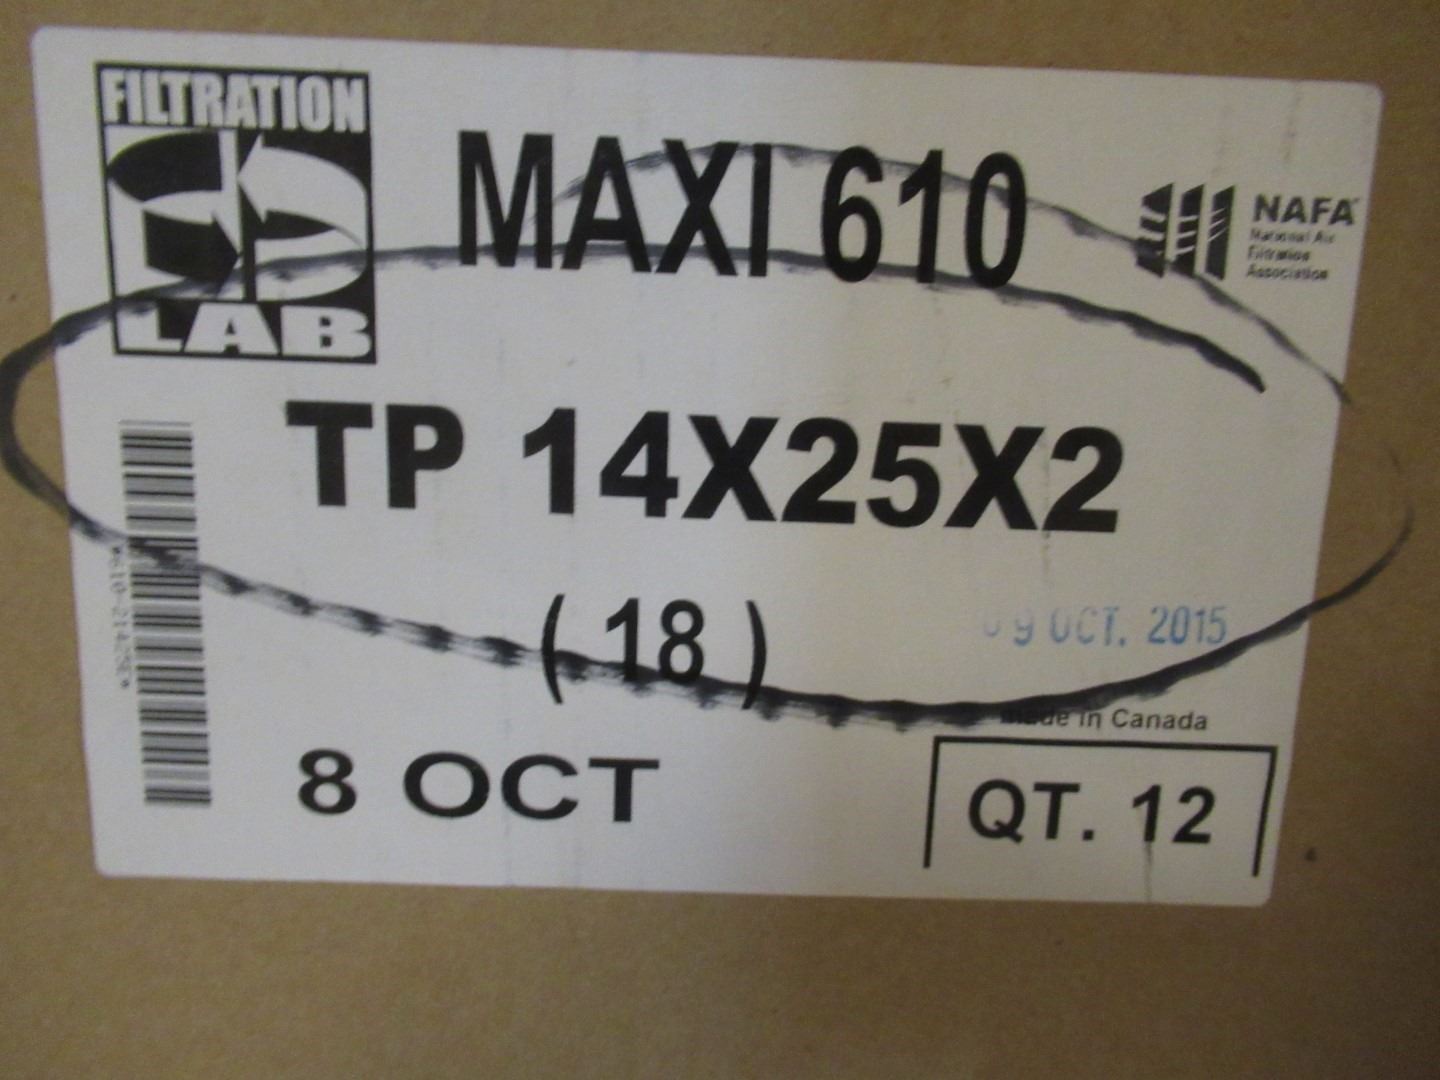 FILTRATION
LAB
MAXI 610
NAFA
National Air
Filtration
Association
TP 14X25X2
( 18 )
09 OCT. 2015
Made in Canada
8 OCT
QT. 12